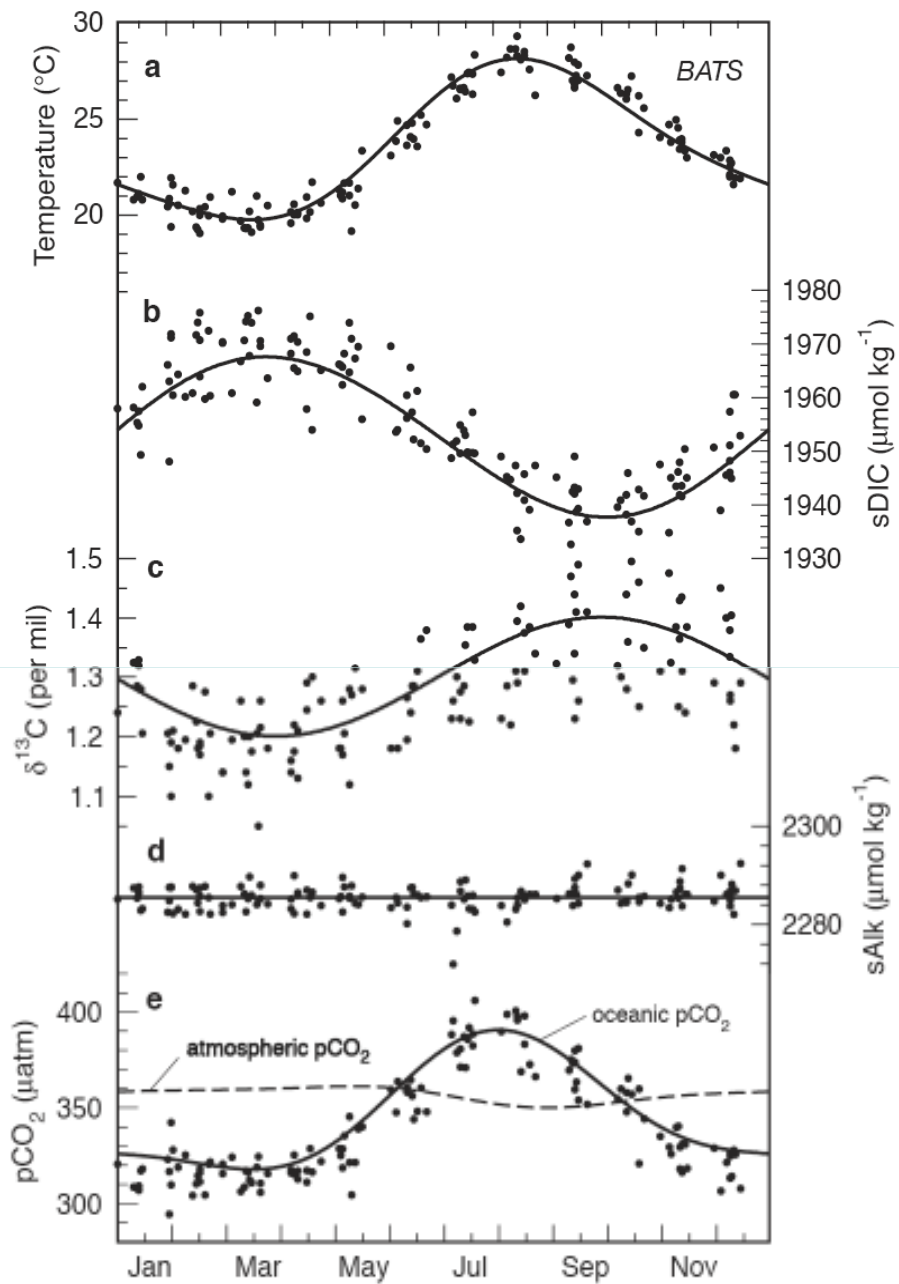 30
a
BATS
Temperature (°C)
25
20
1980
b
1970
1960
sDIC (μmol kg⁻¹)
1950
1940
1.5
1930
c
1.4
δ¹³C (per mil)
1.3
1.2
1.1
2300
d
sAlk (μmol kg⁻¹)
2280
e
400
oceanic pCO₂
atmospheric pCO₂
pCO₂ (μatm)
350
300
Jan Mar May Jul Sep Nov